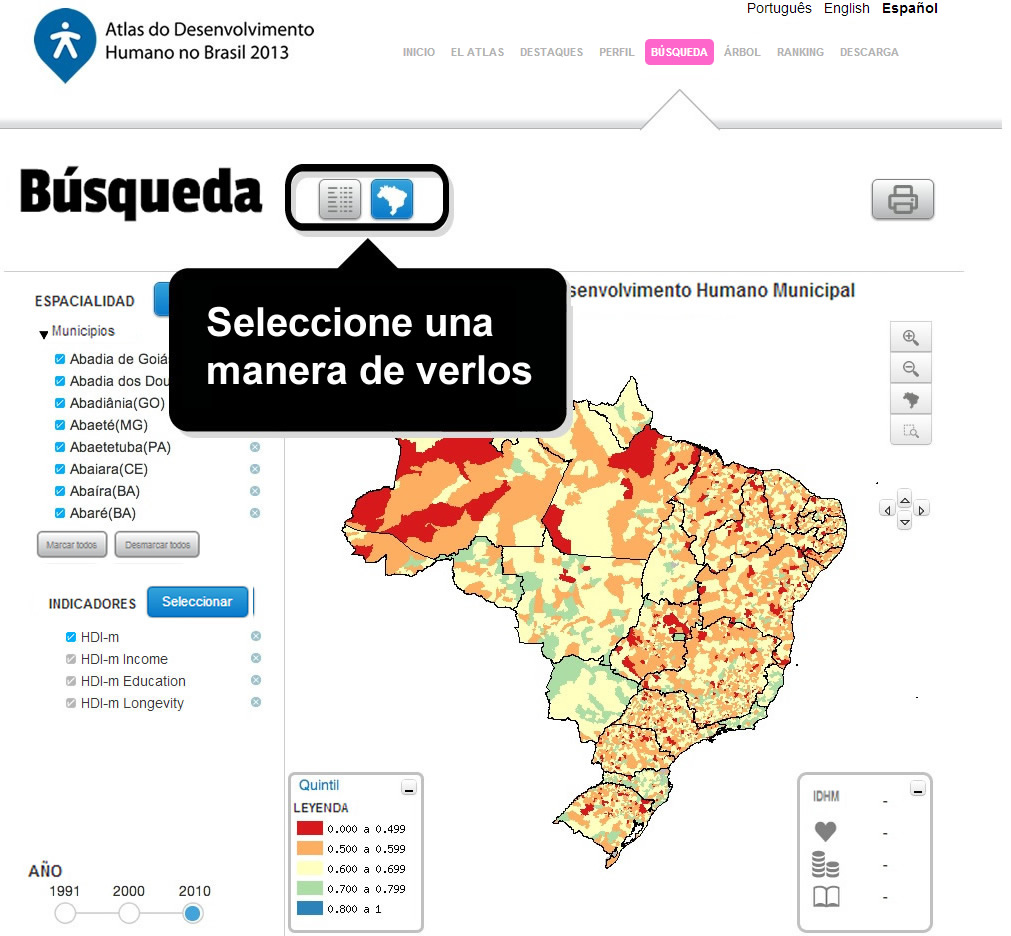 Português English Español
Atlas do Desenvolvimento
Humano no Brasil 2013
INICIO EL ATLAS DESTAQUES PERFIL BÚSQUEDA ÁRBOL RANKING DESCARGA
Búsqueda
Seleccione una
manera de verlos
senvolvimento Humano Municipal
ESPACIALIDAD
Municipios
Abadia de Goiá
Abadia dos Dou
Abadiânia(GO)
Abaeté(MG)
Abaetetuba(PA)
Abaiara(CE)
Abaíra(BA)
Abaré(BA)
Marcar todos Desmarcar todos
INDICADORES Seleccionar
HDI-m
HDI-m Income
HDI-m Education
HDI-m Longevity
AÑO
1991 2000 2010
Quintil
LEYENDA
0.000 a 0.499
0.500 a 0.599
0.600 a 0.699
0.700 a 0.799
0.800 a 1
IDHM -
-
-
-